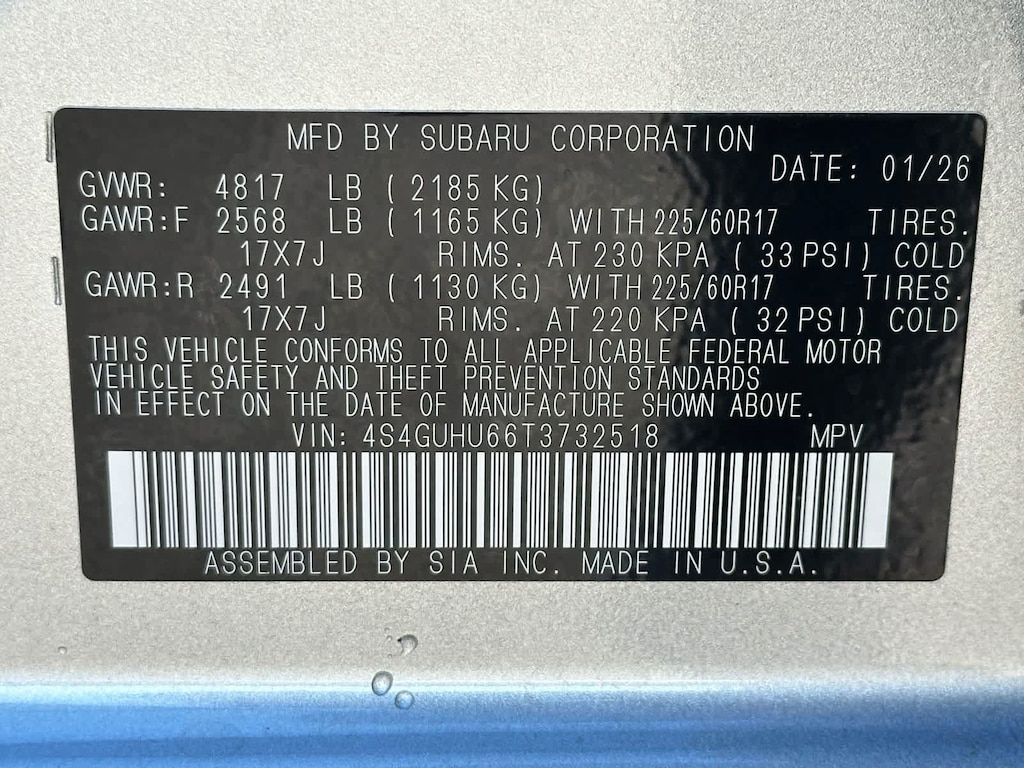 MFD BY SUBARU CORPORATION
DATE: 01/26
GVWR: 4817 LB ( 2185 KG)
GAWR:F 2568 LB ( 1165 KG) WITH 225/60R17 TIRES.
17X7J RIMS. AT 230 KPA ( 33 PSI) COLD
GAWR:R 2491 LB ( 1130 KG) WITH 225/60R17 TIRES.
17X7J RIMS. AT 220 KPA ( 32 PSI) COLD
THIS VEHICLE CONFORMS TO ALL APPLICABLE FEDERAL MOTOR
VEHICLE SAFETY AND THEFT PREVENTION STANDARDS
IN EFFECT ON THE DATE OF MANUFACTURE SHOWN ABOVE.
VIN: 4S4GUHU66T3732518 MPV
ASSEMBLED BY SIA INC. MADE IN U.S.A.